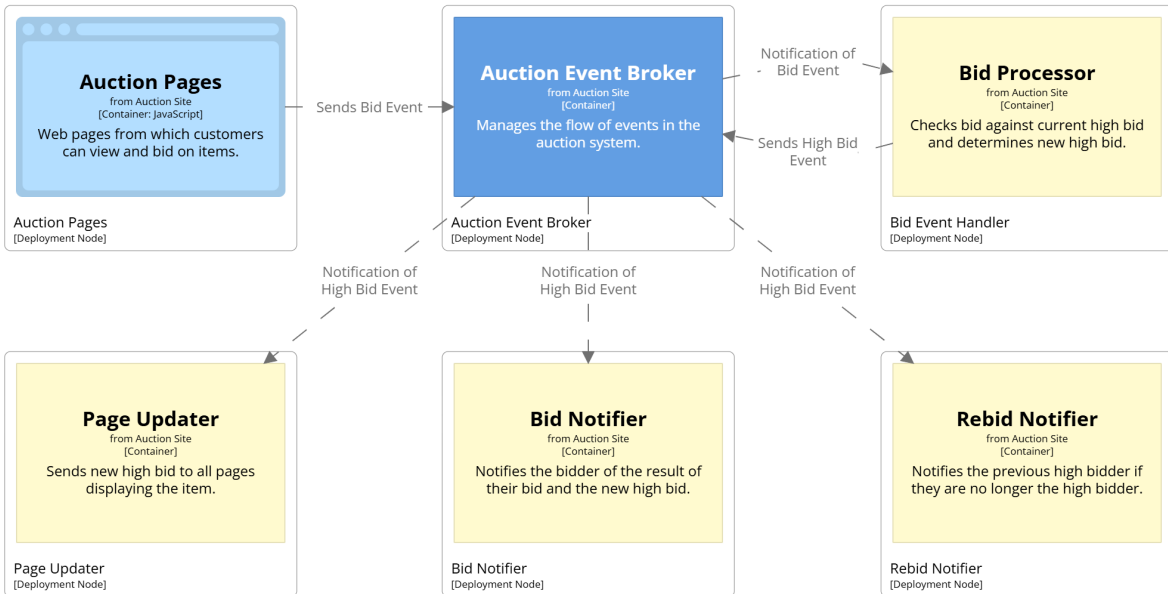 Auction Pages
from Auction Site
[Container: JavaScript]
Web pages from which customers
can view and bid on items.
Auction Pages
[Deployment Node]
Sends Bid Event
Auction Event Broker
from Auction Site
[Container]
Manages the flow of events in the
auction system.
Auction Event Broker
[Deployment Node]
Notification of
Bid Event
Sends High Bid
Event
Bid Processor
from Auction Site
[Container]
Checks bid against current high bid
and determines new high bid.
Bid Event Handler
[Deployment Node]
Notification of
High Bid Event
Notification of
High Bid Event
Notification of
High Bid Event
Page Updater
from Auction Site
[Container]
Sends new high bid to all pages
displaying the item.
Page Updater
[Deployment Node]
Bid Notifier
from Auction Site
[Container]
Notifies the bidder of the result of
their bid and the new high bid.
Bid Notifier
[Deployment Node]
Rebid Notifier
from Auction Site
[Container]
Notifies the previous high bidder if
they are no longer the high bidder.
Rebid Notifier
[Deployment Node]